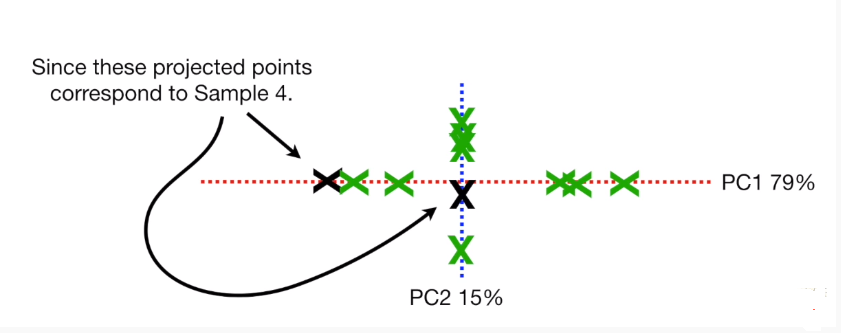 Since these projected points
correspond to Sample 4.
PC1 79%
PC2 15%